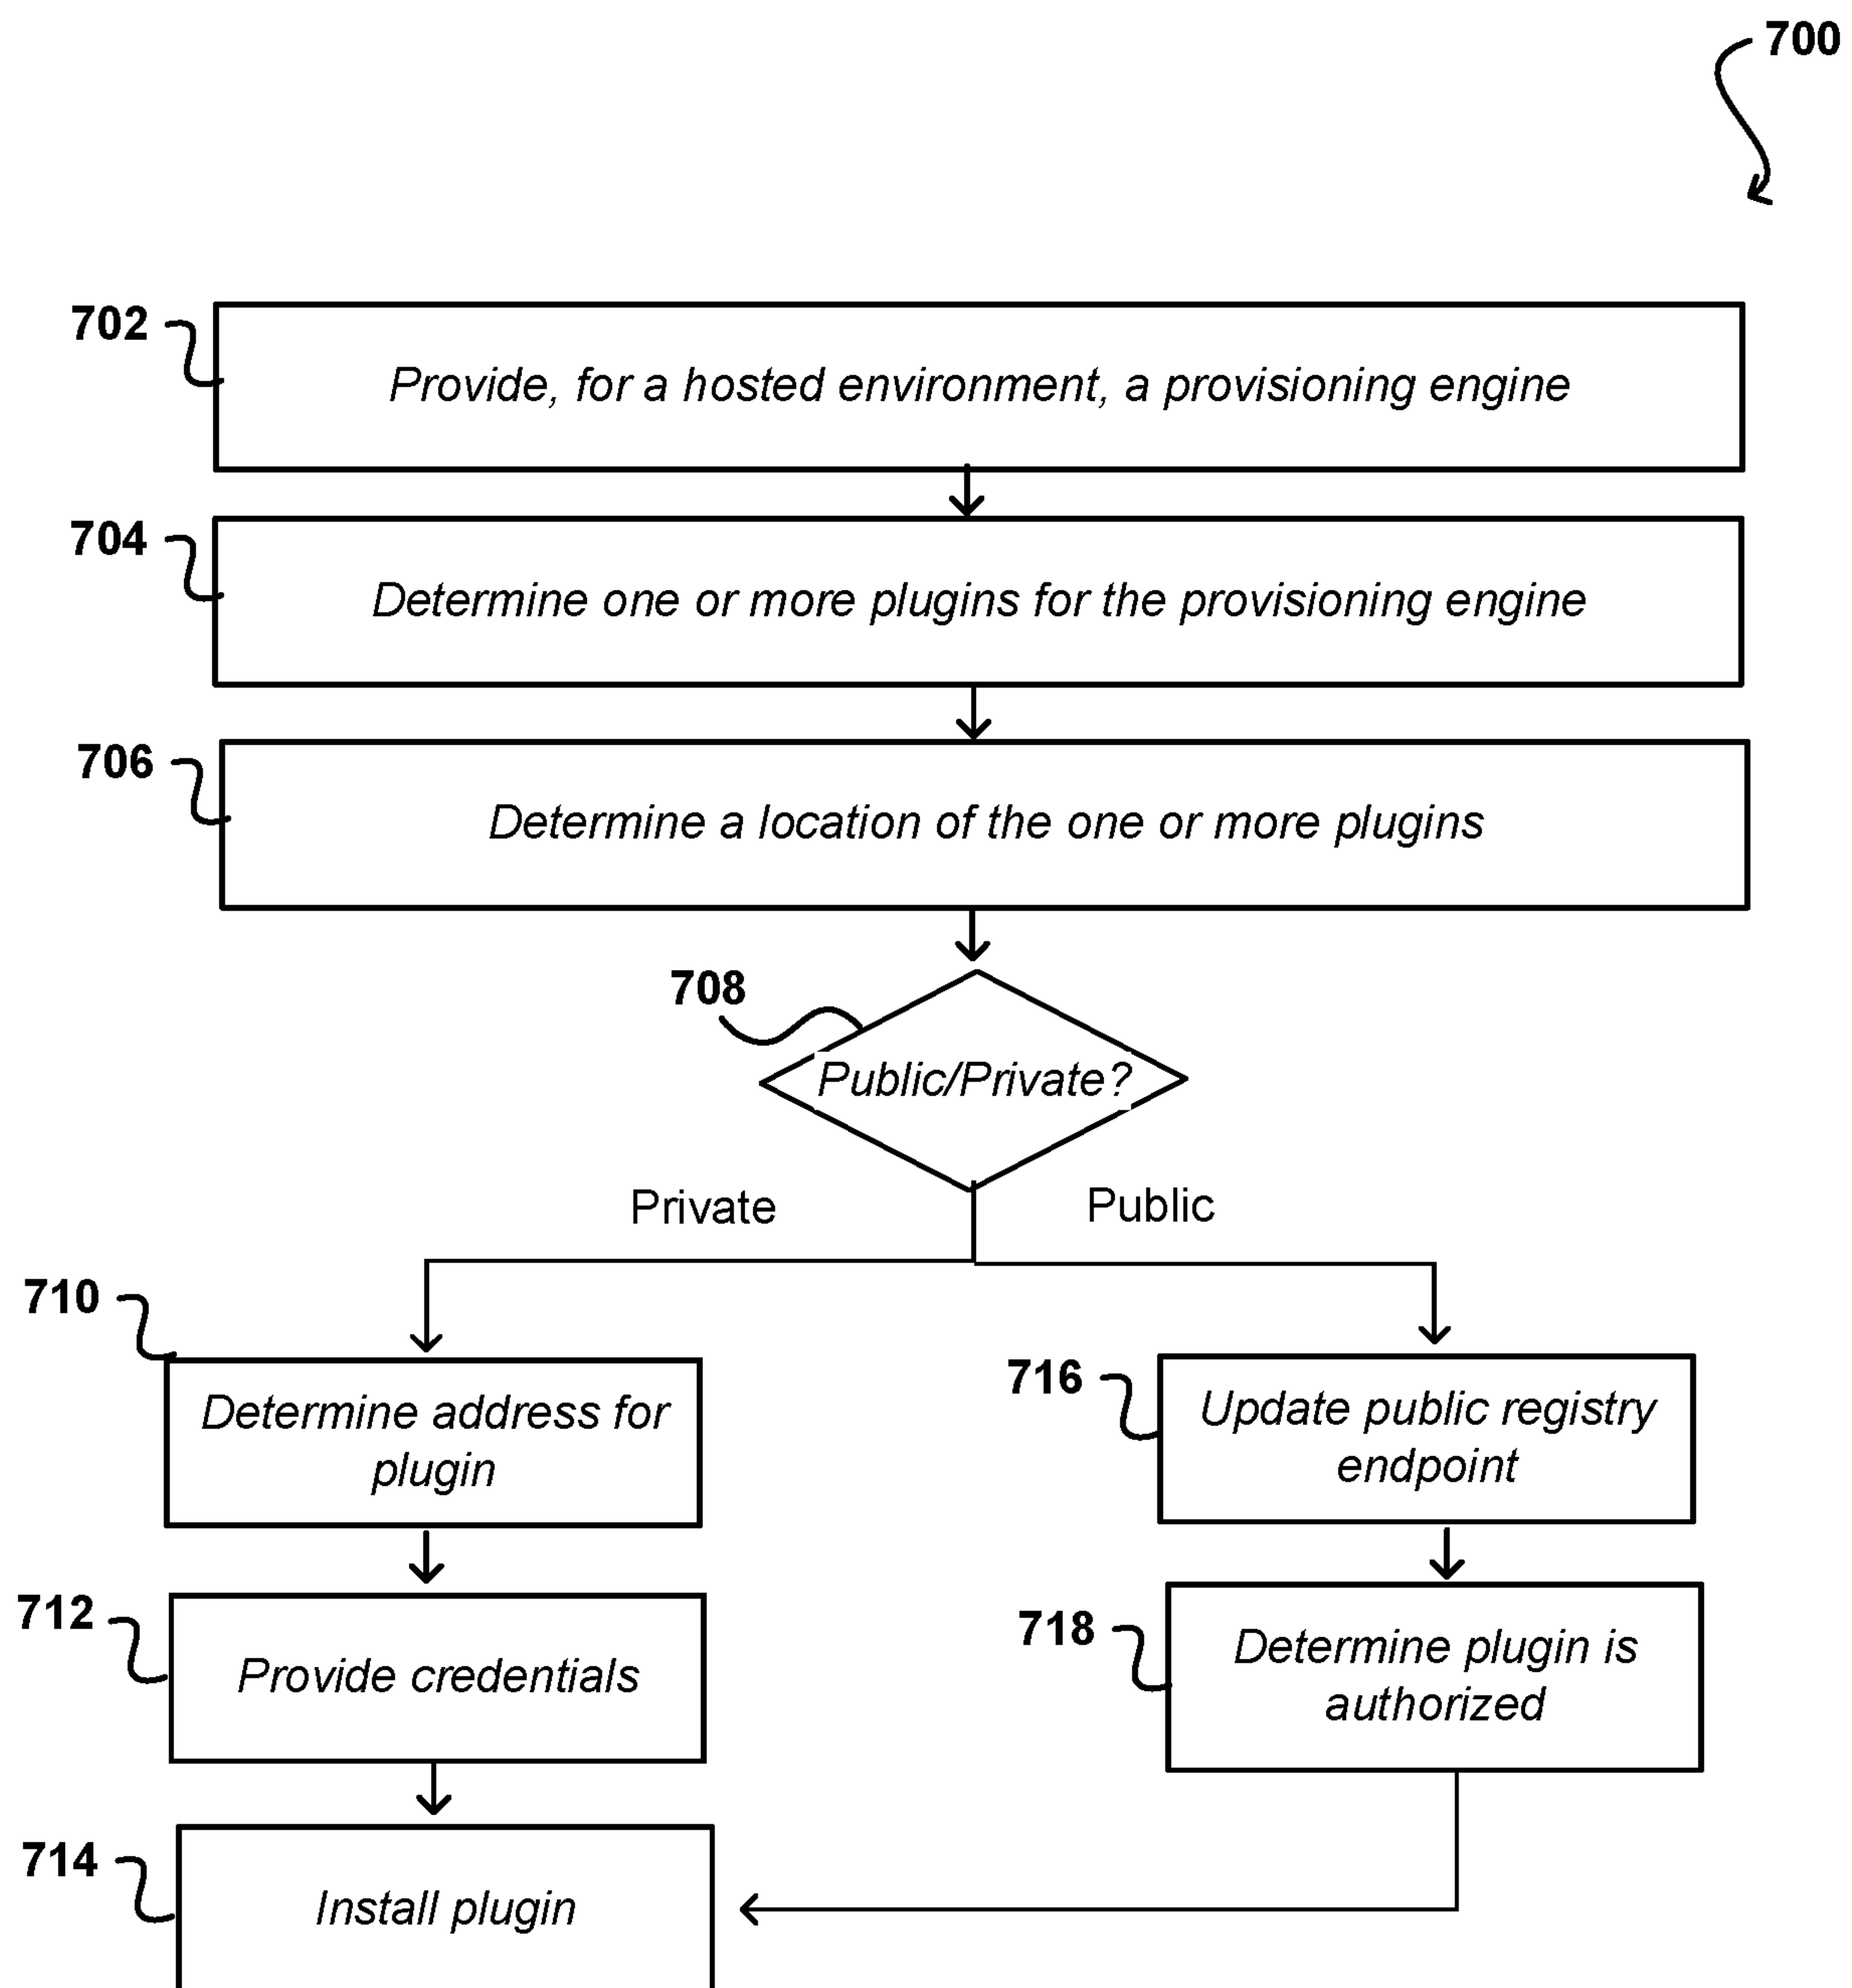 700
702
Provide, for a hosted environment, a provisioning engine
704
Determine one or more plugins for the provisioning engine
706
Determine a location of the one or more plugins
708
Public/Private?
Private
Public
710
Determine address for
plugin
716
Update public registry
endpoint
712
Provide credentials
718
Determine plugin is
authorized
714
Install plugin